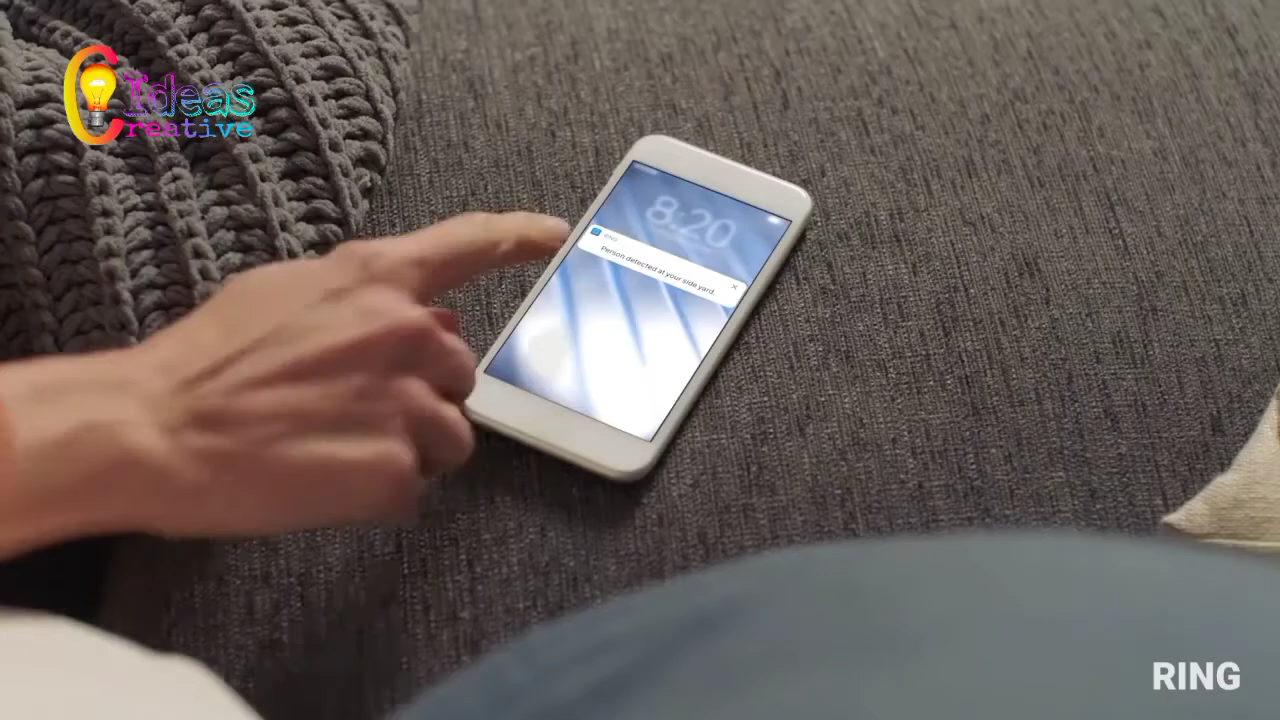 Ideas
Creative
8:20
RING
Person detected at your side yard.
RING